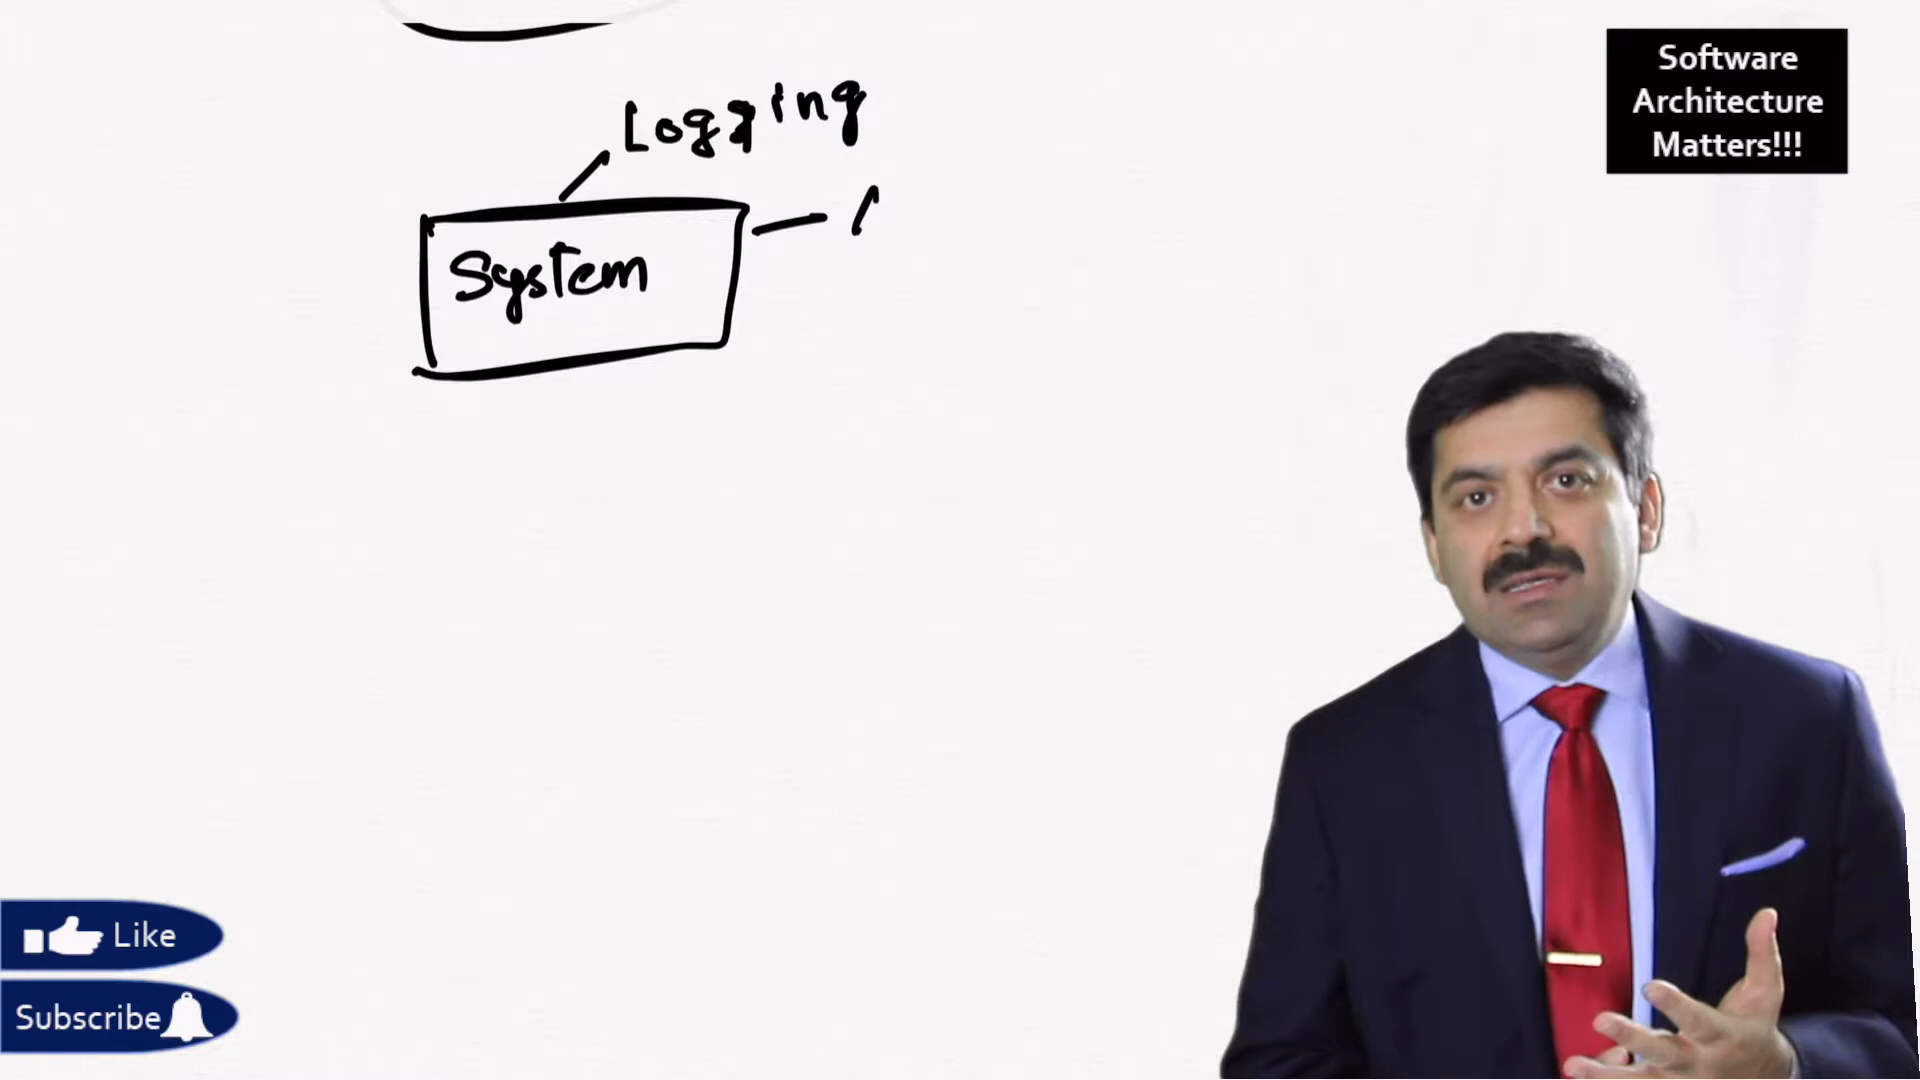 Software
Architecture
Matters!!!
Logging
System
Like
Subscribe